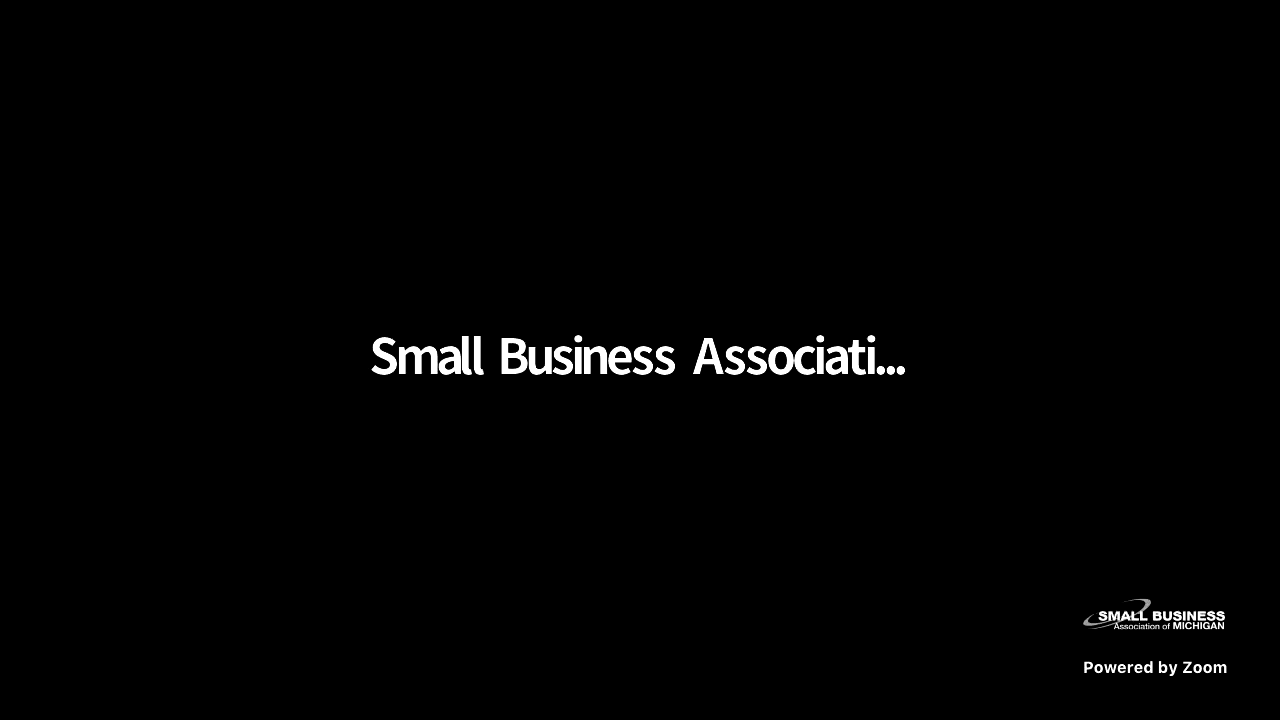 Small Business Associati...
SMALL BUSINESS
Association of MICHIGAN
Powered by Zoom